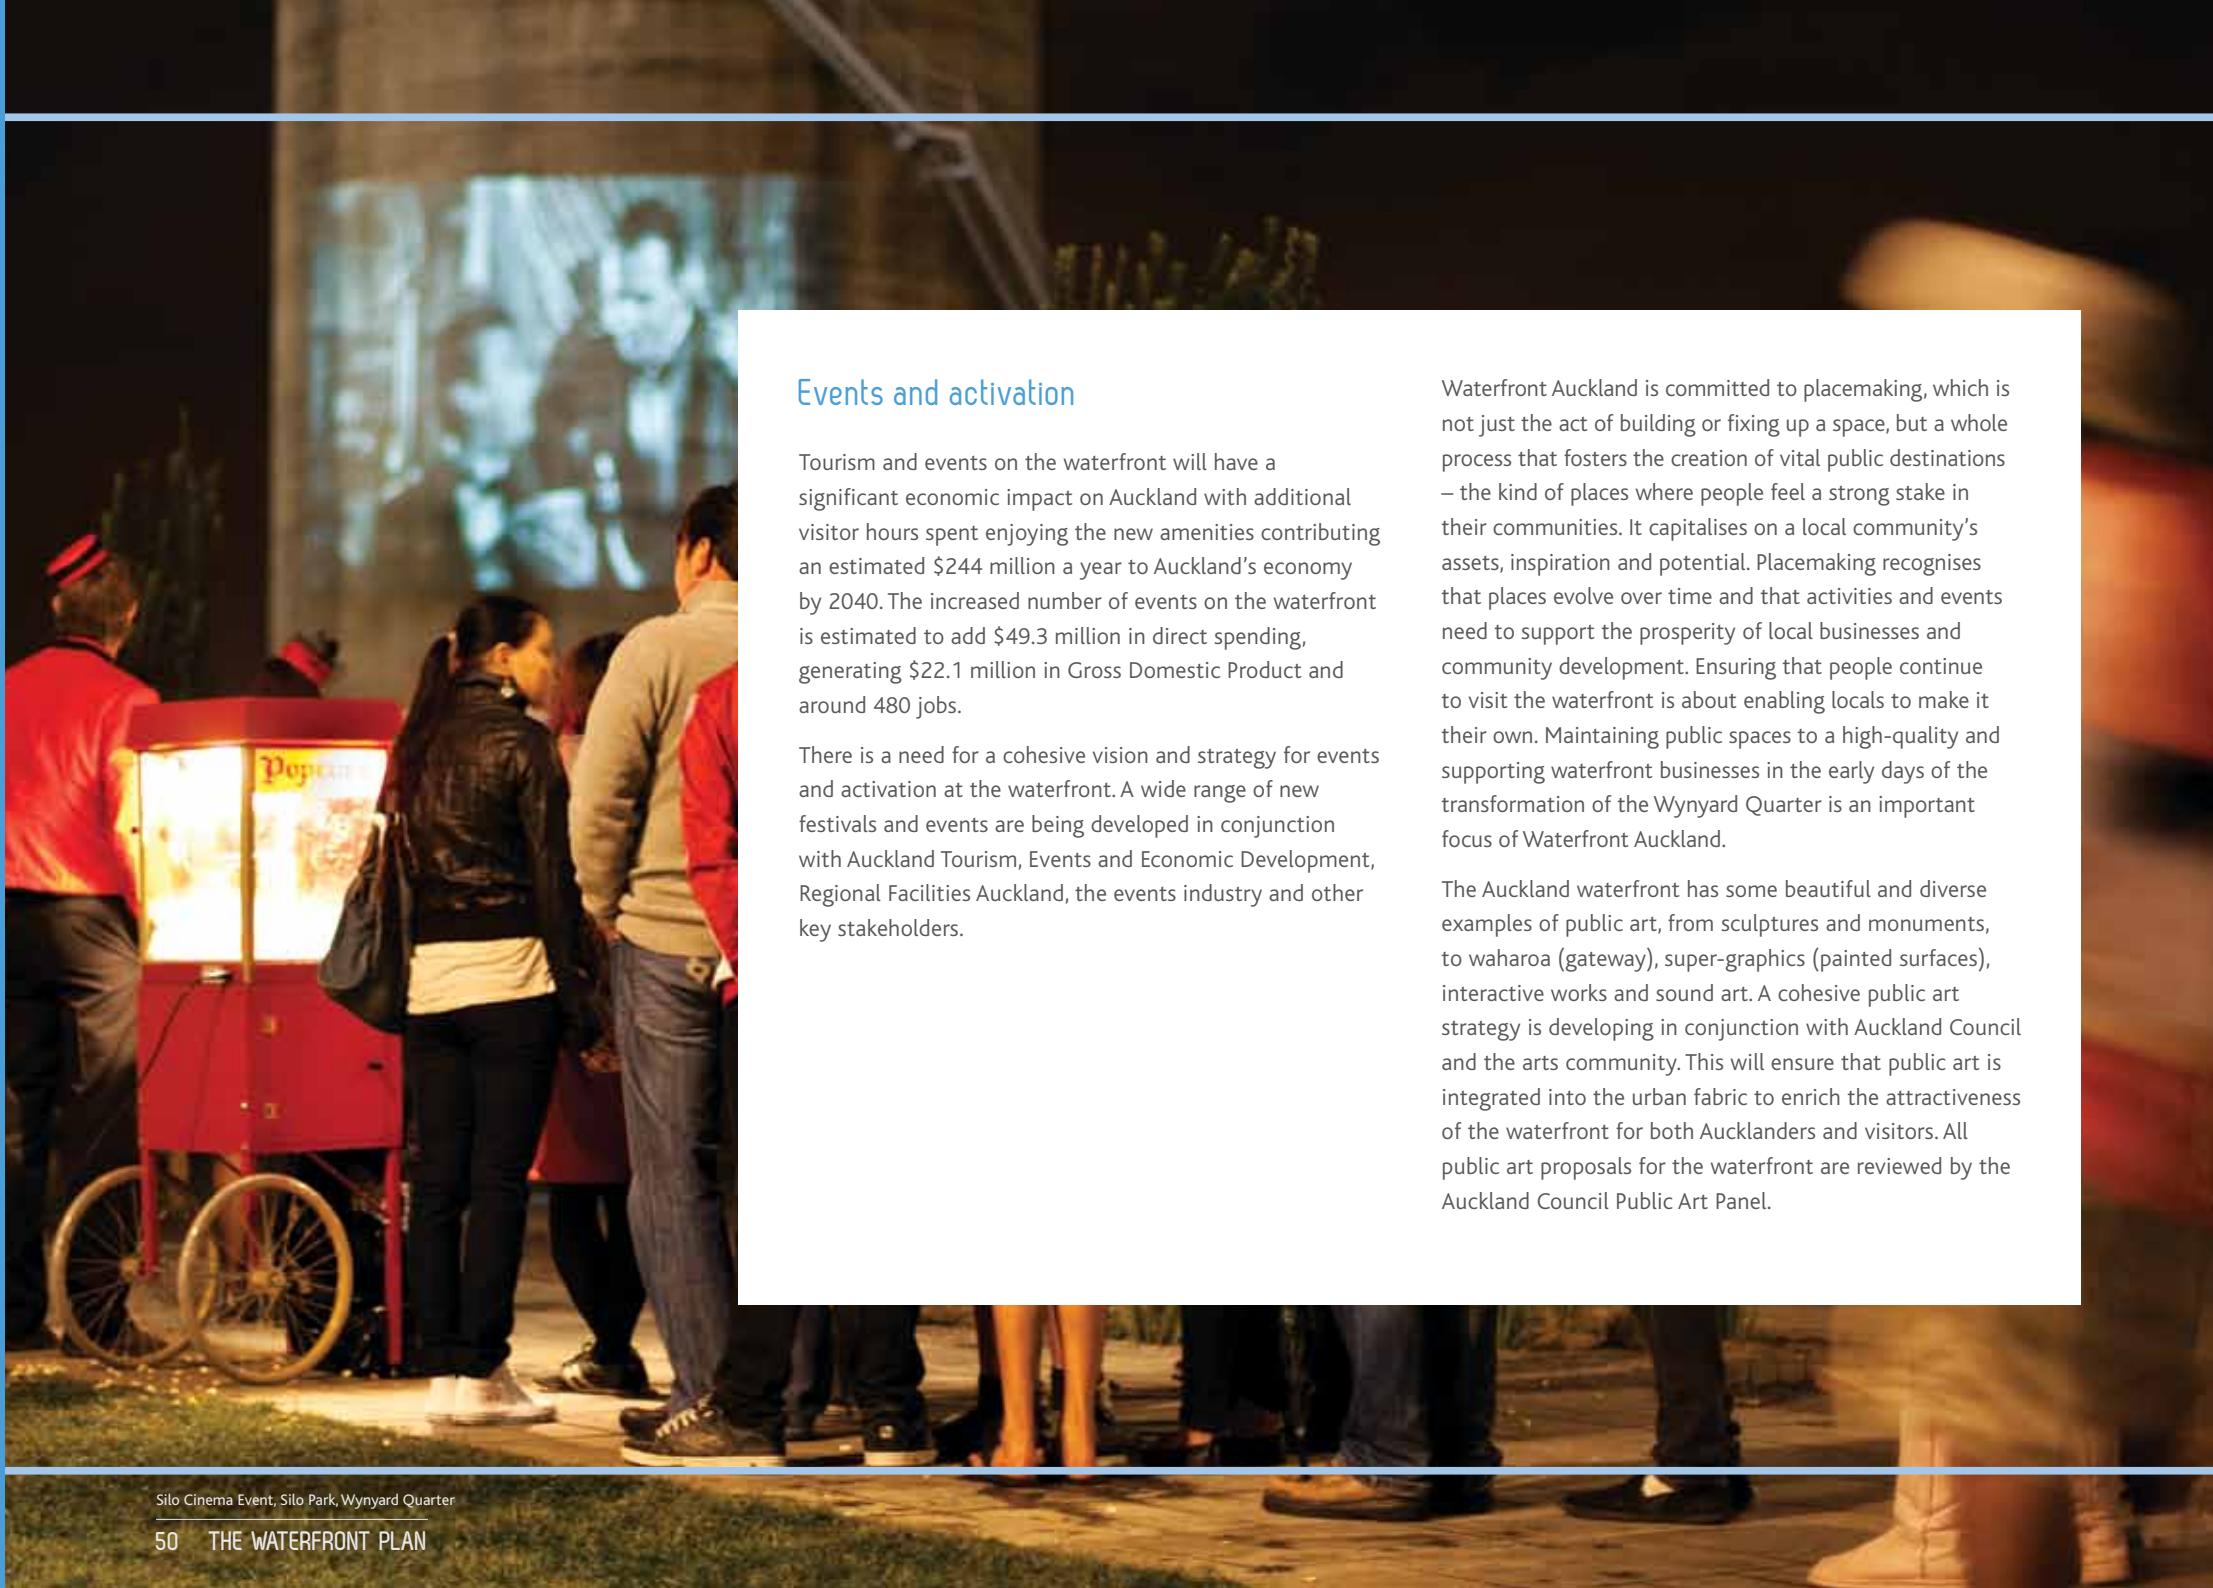 Events and activation
Tourism and events on the waterfront will have a
significant economic impact on Auckland with additional
visitor hours spent enjoying the new amenities contributing
an estimated $244 million a year to Auckland’s economy
by 2040. The increased number of events on the waterfront
is estimated to add $49.3 million in direct spending,
generating $22.1 million in Gross Domestic Product and
around 480 jobs.
There is a need for a cohesive vision and strategy for events
and activation at the waterfront. A wide range of new
festivals and events are being developed in conjunction
with Auckland Tourism, Events and Economic Development,
Regional Facilities Auckland, the events industry and other
key stakeholders.
Waterfront Auckland is committed to placemaking, which is
not just the act of building or fixing up a space, but a whole
process that fosters the creation of vital public destinations
– the kind of places where people feel a strong stake in
their communities. It capitalises on a local community’s
assets, inspiration and potential. Placemaking recognises
that places evolve over time and that activities and events
need to support the prosperity of local businesses and
community development. Ensuring that people continue
to visit the waterfront is about enabling locals to make it
their own. Maintaining public spaces to a high-quality and
supporting waterfront businesses in the early days of the
transformation of the Wynyard Quarter is an important
focus of Waterfront Auckland.
The Auckland waterfront has some beautiful and diverse
examples of public art, from sculptures and monuments,
to waharoa (gateway), super-graphics (painted surfaces),
interactive works and sound art. A cohesive public art
strategy is developing in conjunction with Auckland Council
and the arts community. This will ensure that public art is
integrated into the urban fabric to enrich the attractiveness
of the waterfront for both Aucklanders and visitors. All
public art proposals for the waterfront are reviewed by the
Auckland Council Public Art Panel.
Popcorn
Silo Cinema Event, Silo Park, Wynyard Quarter
50 THE WATERFRONT PLAN